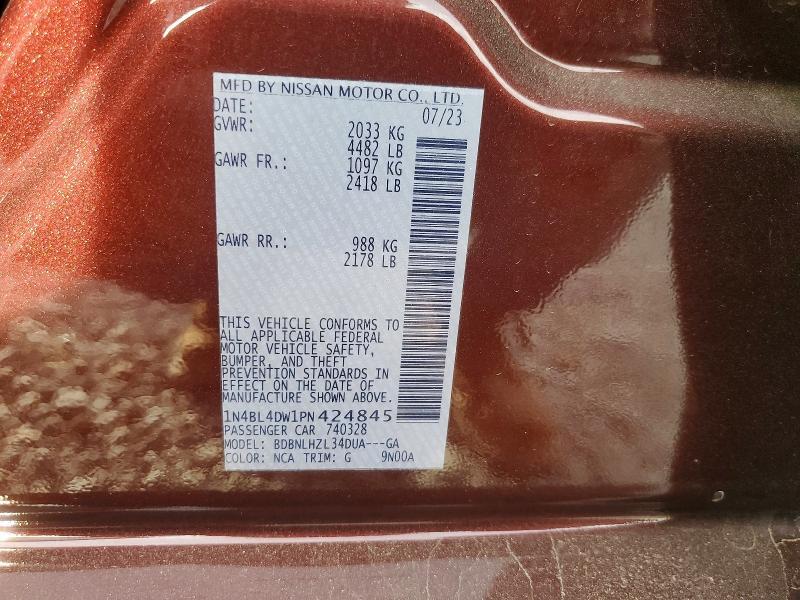 MFD BY NISSAN MOTOR CO., LTD.
DATE: 07/23
GVWR: 2033 KG
4482 LB
GAWR FR.: 1097 KG
2418 LB
GAWR RR.: 988 KG
2178 LB
THIS VEHICLE CONFORMS TO
ALL APPLICABLE FEDERAL
MOTOR VEHICLE SAFETY,
BUMPER, AND THEFT
PREVENTION STANDARDS IN
EFFECT ON THE DATE OF
MANUFACTURE SHOWN ABOVE.
1N4BL4DW1PN424845
PASSENGER CAR 740328
MODEL: BDBNLHZL34DUA---GA
COLOR: NCA TRIM: G 9N00A